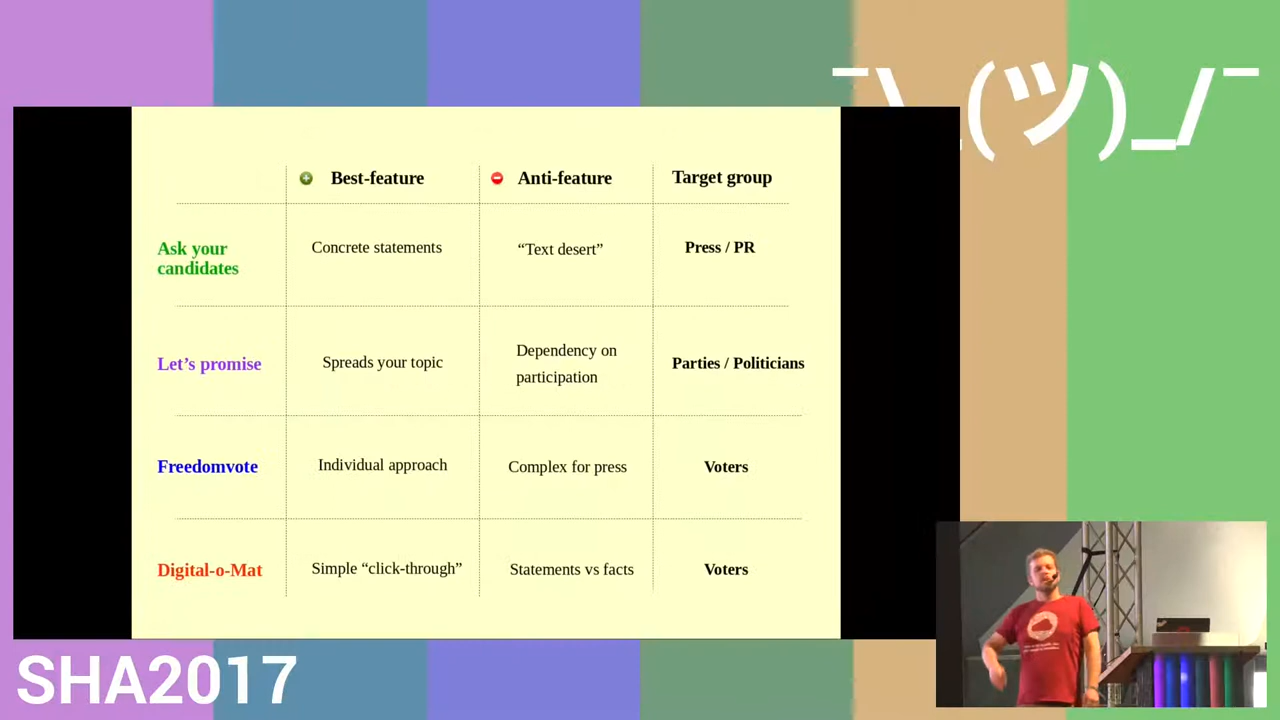 ¯\_(ツ)_/¯
Best-feature
Anti-feature
Target group
Ask your
candidates
Concrete statements
“Text desert”
Press / PR
Let’s promise
Spreads your topic
Dependency on
participation
Parties / Politicians
Freedomvote
Individual approach
Complex for press
Voters
Digital-o-Mat
Simple “click-through”
Statements vs facts
Voters
SHA2017